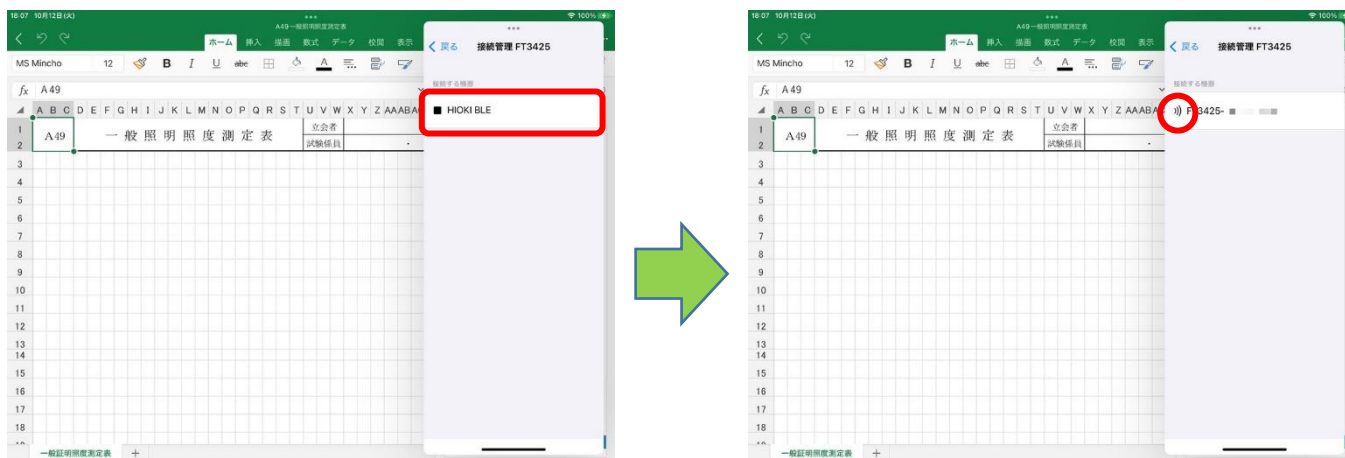 18:07 10月12日(火)
100%
A49一般照明照度測定表
ホーム 挿入 描画 数式 データ 校閲 表示
MS Mincho 12 B I U abc A
fx A 49
A B C D E F G H I J K L M N O P Q R S T U V W X Y Z AA AB
1
2
A49 一般照明照度測定表
立会者
試験係員
3
4
5
6
7
8
9
10
11
12
13
14
15
16
17
18
一般証明照度測定表 +
戻る 接続管理 FT3425
接続する機器
HIOKI BLE
18:07 10月12日(火)
100%
A49一般照明照度測定表
ホーム 挿入 描画 数式 データ 校閲 表示
MS Mincho 12 B I U abc A
fx A 49
A B C D E F G H I J K L M N O P Q R S T U V W X Y Z AA AB
1
2
A49 一般照明照度測定表
立会者
試験係員
3
4
5
6
7
8
9
10
11
12
13
14
15
16
17
18
一般証明照度測定表 +
戻る 接続管理 FT3425
接続する機器
FT3425-